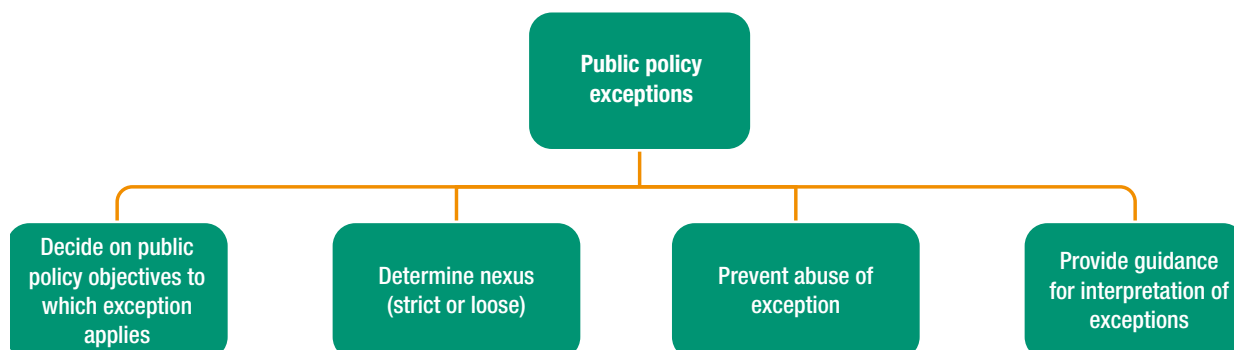 Public policy
exceptions
Decide on public
policy objectives to
which exception
applies
Determine nexus
(strict or loose)
Prevent abuse of
exception
Provide guidance
for interpretation of
exceptions